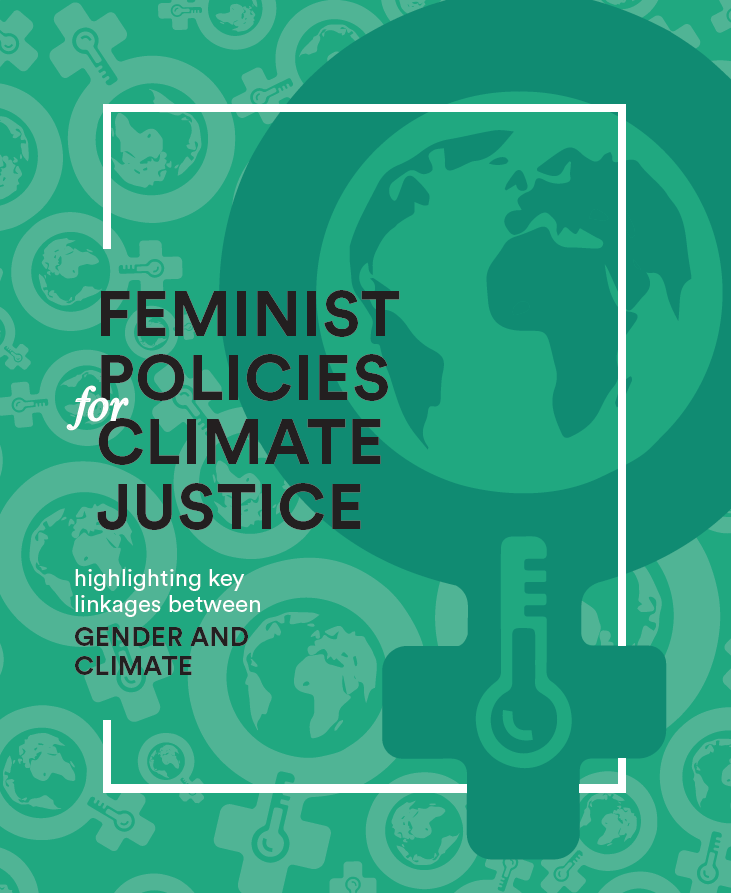 FEMINIST
POLICIES
for
CLIMATE
JUSTICE
highlighting key
linkages between
GENDER AND
CLIMATE